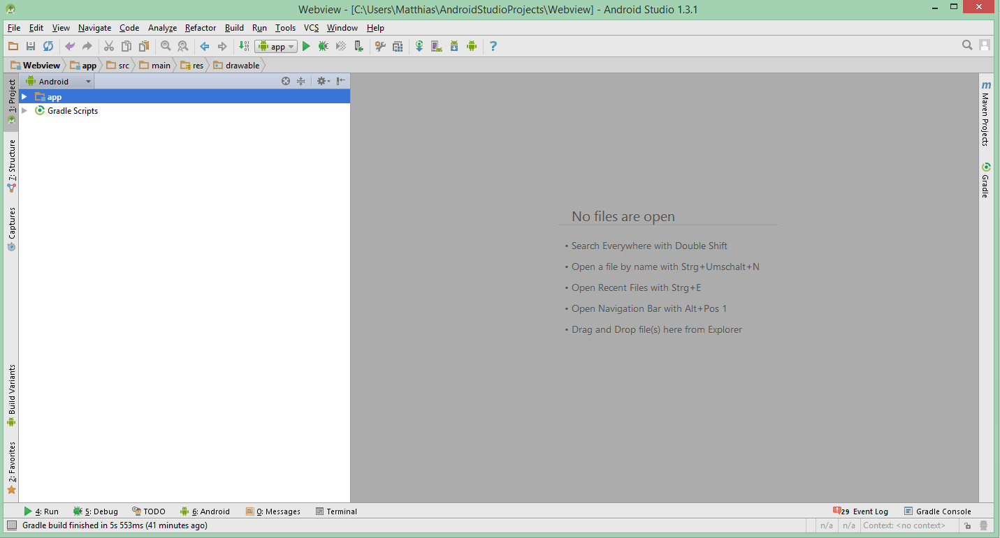 Webview - [C:\Users\Matthias\AndroidStudioProjects\Webview] - Android Studio 1.3.1
File Edit View Navigate Code Analyze Refactor Build Run Tools VCS Window Help
app
Webview app src main res drawable
Android
app
Gradle Scripts
1: Project
7: Structure
Captures
Build Variants
2: Favorites
No files are open
• Search Everywhere with Double Shift
• Open a file by name with Strg+Umschalt+N
• Open Recent Files with Strg+E
• Open Navigation Bar with Alt+Pos 1
• Drag and Drop file(s) here from Explorer
m
Maven Projects
Gradle
4: Run 5: Debug TODO 6: Android 0: Messages Terminal 29 Event Log Gradle Console
Gradle build finished in 5s 553ms (41 minutes ago) n/a n/a Context: <no context>